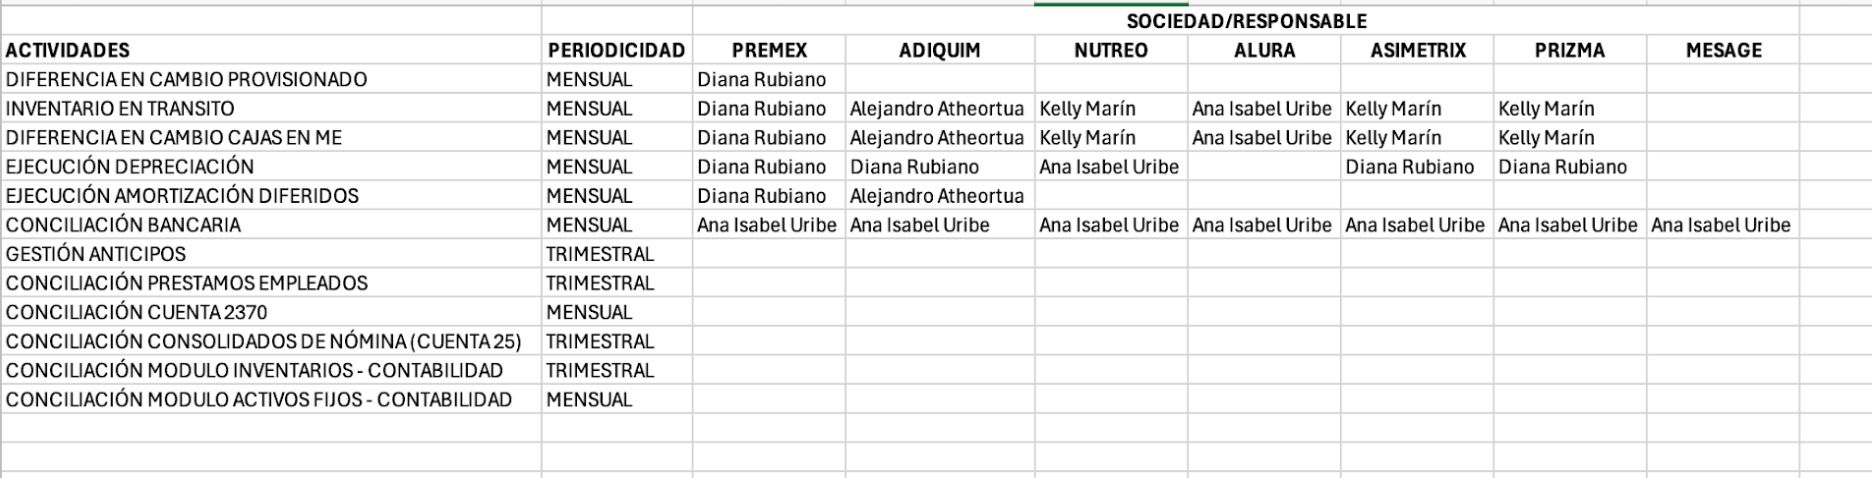 SOCIEDAD/RESPONSABLE
ACTIVIDADES PERIODICIDAD PREMEX ADIQUIM NUTREO ALURA ASIMETRIX PRIZMA MESAGE
DIFERENCIA EN CAMBIO PROVISIONADO MENSUAL Diana Rubiano
INVENTARIO EN TRANSITO MENSUAL Diana Rubiano Alejandro Atheortua Kelly Marín Ana Isabel Uribe Kelly Marín Kelly Marín
DIFERENCIA EN CAMBIO CAJAS EN ME MENSUAL Diana Rubiano Alejandro Atheortua Kelly Marín Ana Isabel Uribe Kelly Marín Kelly Marín
EJECUCIÓN DEPRECIACIÓN MENSUAL Diana Rubiano Diana Rubiano Ana Isabel Uribe Diana Rubiano Diana Rubiano
EJECUCIÓN AMORTIZACIÓN DIFERIDOS MENSUAL Diana Rubiano Alejandro Atheortua
CONCILIACIÓN BANCARIA MENSUAL Ana Isabel Uribe Ana Isabel Uribe Ana Isabel Uribe Ana Isabel Uribe Ana Isabel Uribe Ana Isabel Uribe Ana Isabel Uribe
GESTIÓN ANTICIPOS TRIMESTRAL
CONCILIACIÓN PRESTAMOS EMPLEADOS TRIMESTRAL
CONCILIACIÓN CUENTA 2370 MENSUAL
CONCILIACIÓN CONSOLIDADOS DE NÓMINA (CUENTA 25) TRIMESTRAL
CONCILIACIÓN MODULO INVENTARIOS - CONTABILIDAD TRIMESTRAL
CONCILIACIÓN MODULO ACTIVOS FIJOS - CONTABILIDAD MENSUAL